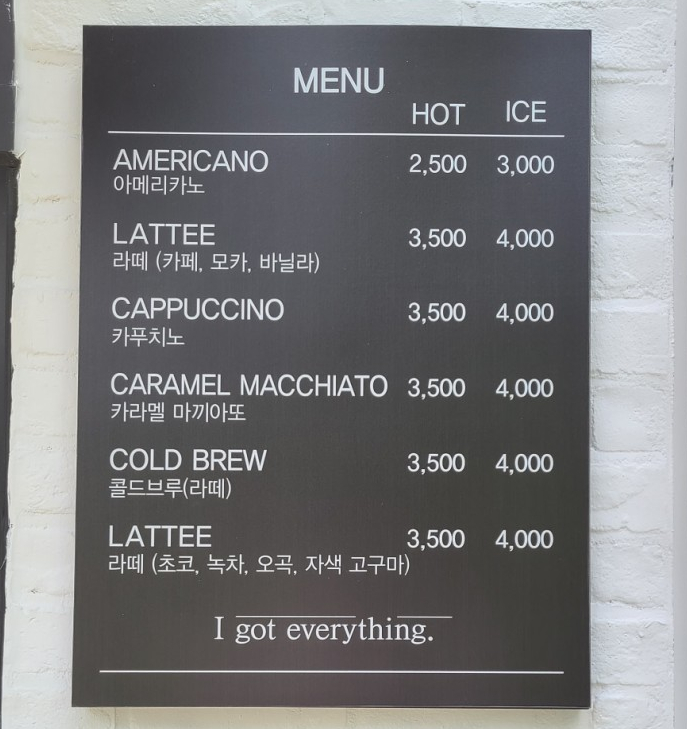 MENU
HOT ICE
AMERICANO 2,500 3,000
아메리카노
LATTEE 3,500 4,000
라떼 (카페, 모카, 바닐라)
CAPPUCCINO 3,500 4,000
카푸치노
CARAMEL MACCHIATO 3,500 4,000
카라멜 마끼아또
COLD BREW 3,500 4,000
콜드브루(라떼)
LATTEE 3,500 4,000
라떼 (초코, 녹차, 오곡, 자색 고구마)
I got everything.